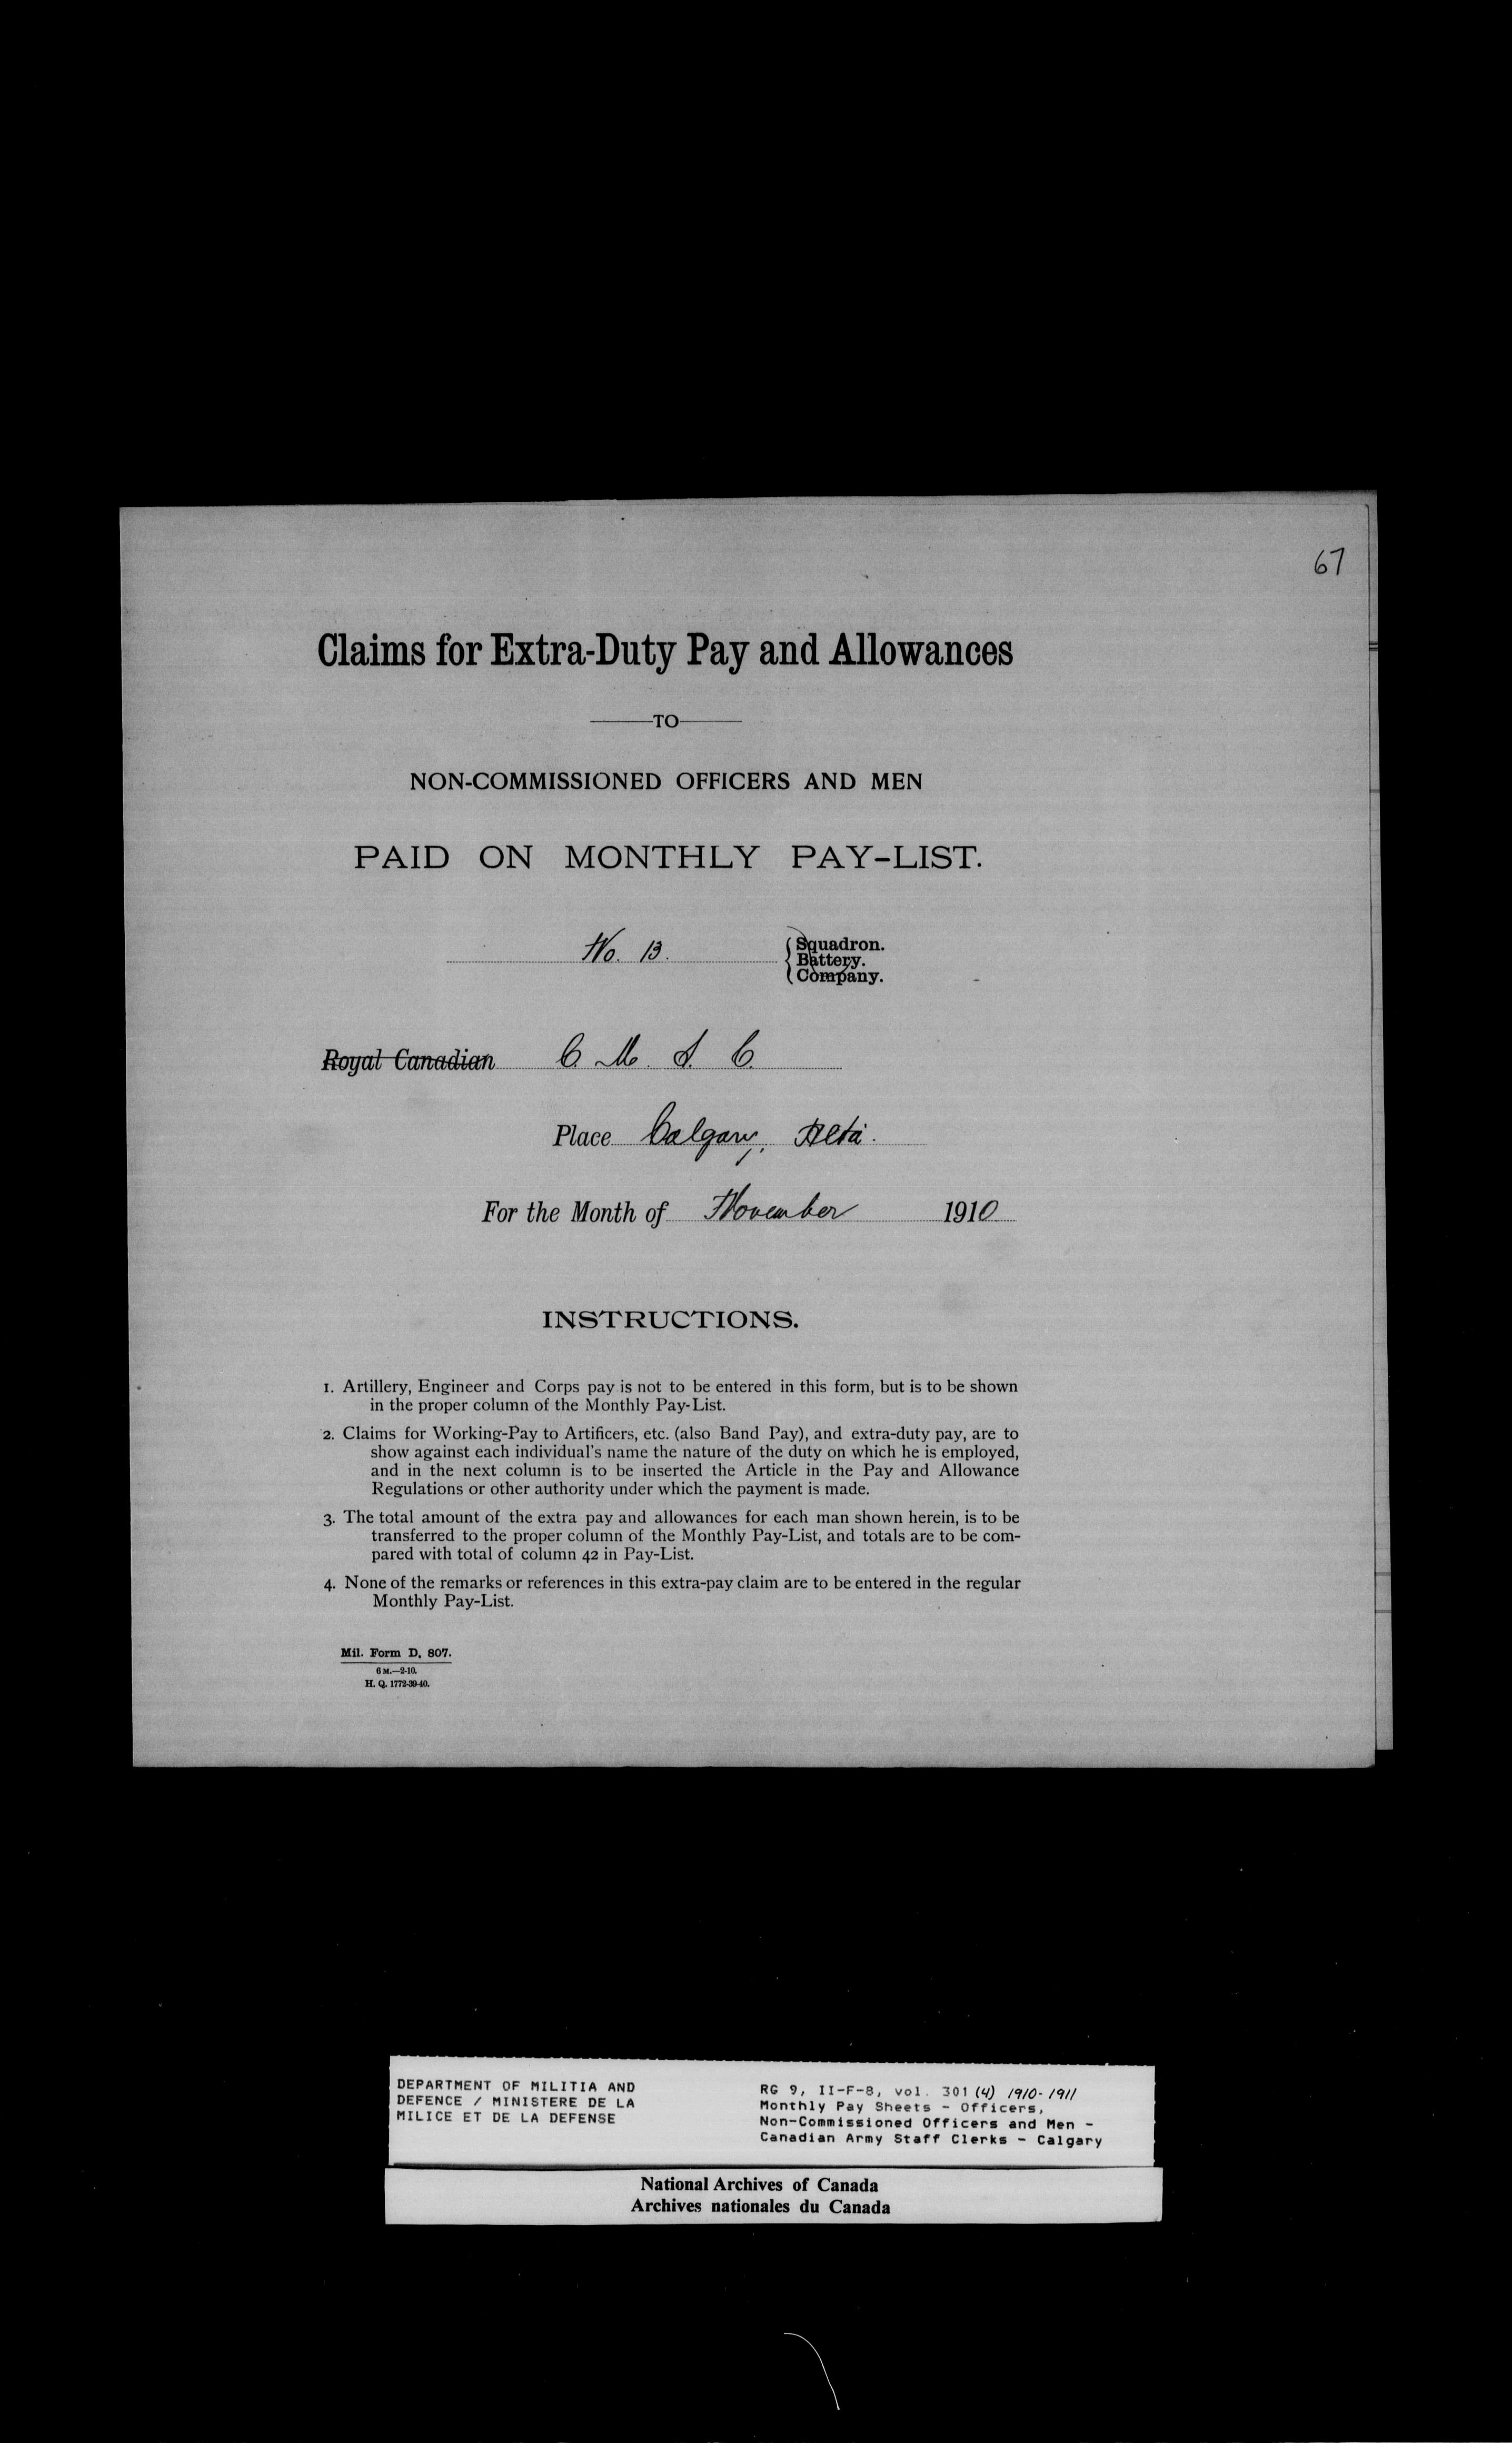 67
Claims for Extra-Duty Pay and Allowances
TO
NON-COMMISSIONED OFFICERS AND MEN
PAID ON MONTHLY PAY-LIST.
No. 13.
Squadron.
Battery.
Company.
Royal Canadian C. M. S. C.
Place Calgary, Alta.
For the Month of November 1910
INSTRUCTIONS.
1. Artillery, Engineer and Corps pay is not to be entered in this form, but is to be shown
in the proper column of the Monthly Pay-List.
2. Claims for Working-Pay to Artificers, etc. (also Band Pay), and extra-duty pay, are to
show against each individual's name the nature of the duty on which he is employed,
and in the next column is to be inserted the Article in the Pay and Allowance
Regulations or other authority under which the payment is made.
3. The total amount of the extra pay and allowances for each man shown herein, is to be
transferred to the proper column of the Monthly Pay-List, and totals are to be com-
pared with total of column 42 in Pay-List.
4. None of the remarks or references in this extra-pay claim are to be entered in the regular
Monthly Pay-List.
Mil. Form D. 807.
6 M.—2-10.
H. Q. 1772-39-40.
DEPARTMENT OF MILITIA AND
DEFENCE / MINISTERE DE LA
MILICE ET DE LA DEFENSE
RG 9, II-F-8, vol. 301 (4) 1910-1911
Monthly Pay Sheets - Officers,
Non-Commissioned Officers and Men -
Canadian Army Staff Clerks - Calgary
National Archives of Canada
Archives nationales du Canada